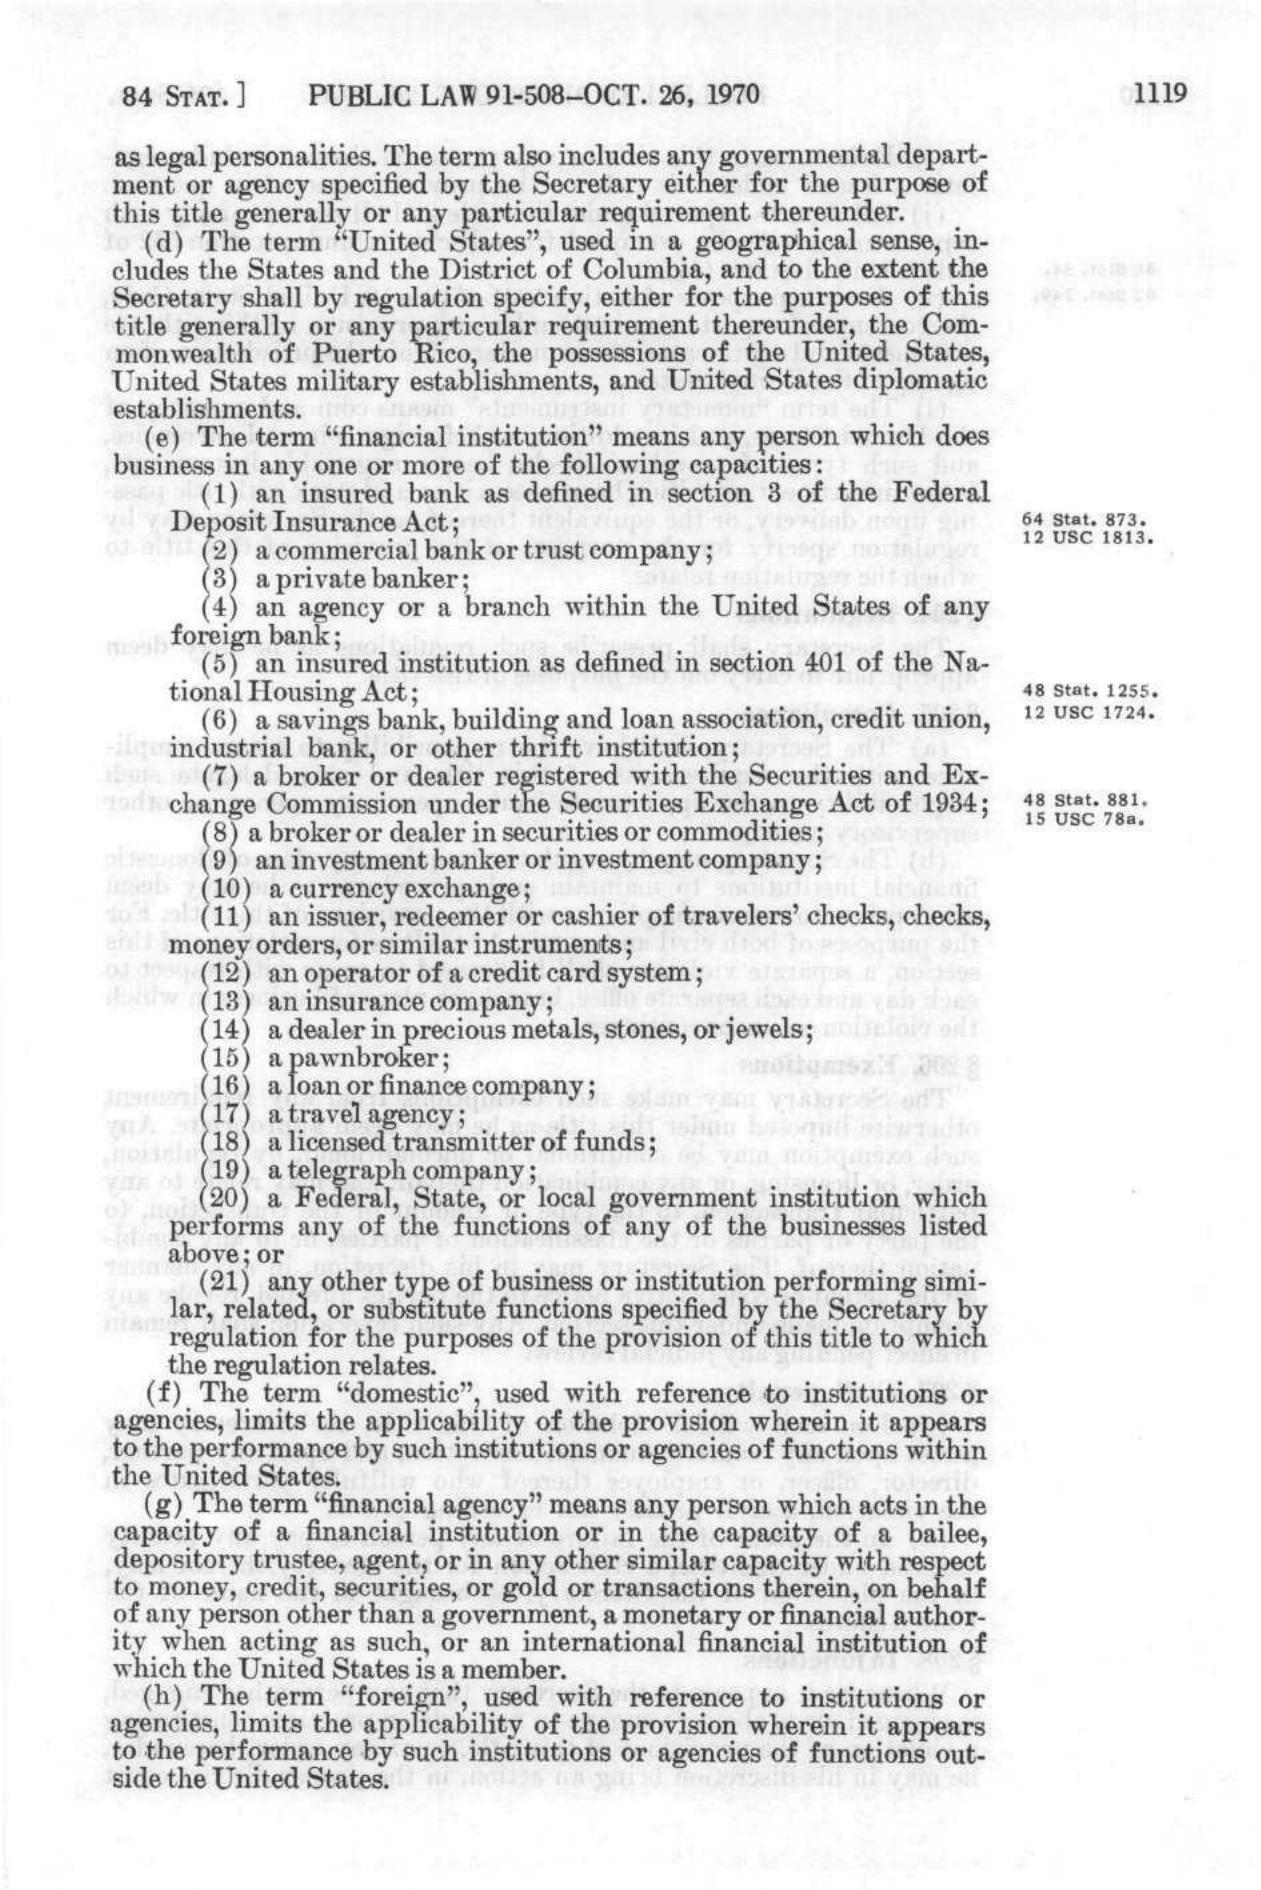 84 STAT. ] PUBLIC LAW 91-508–OCT. 26, 1970 1119
as legal personalities. The term also includes any governmental depart-
ment or agency specified by the Secretary either for the purpose of
this title generally or any particular requirement thereunder.
(d) The term “United States”, used in a geographical sense, in-
cludes the States and the District of Columbia, and to the extent the
Secretary shall by regulation specify, either for the purposes of this
title generally or any particular requirement thereunder, the Com-
monwealth of Puerto Rico, the possessions of the United States,
United States military establishments, and United States diplomatic
establishments.
(e) The term “financial institution” means any person which does
business in any one or more of the following capacities:
(1) an insured bank as defined in section 3 of the Federal
Deposit Insurance Act;
64 Stat. 873.
12 USC 1813.
(2) a commercial bank or trust company;
(3) a private banker;
(4) an agency or a branch within the United States of any
foreign bank;
(5) an insured institution as defined in section 401 of the Na-
tional Housing Act;
48 Stat. 1255.
12 USC 1724.
(6) a savings bank, building and loan association, credit union,
industrial bank, or other thrift institution;
(7) a broker or dealer registered with the Securities and Ex-
change Commission under the Securities Exchange Act of 1934;
48 Stat. 881.
15 USC 78a.
(8) a broker or dealer in securities or commodities;
(9) an investment banker or investment company;
(10) a currency exchange;
(11) an issuer, redeemer or cashier of travelers’ checks, checks,
money orders, or similar instruments;
(12) an operator of a credit card system;
(13) an insurance company;
(14) a dealer in precious metals, stones, or jewels;
(15) a pawnbroker;
(16) a loan or finance company;
(17) a travel agency;
(18) a licensed transmitter of funds;
(19) a telegraph company;
(20) a Federal, State, or local government institution which
performs any of the functions of any of the businesses listed
above; or
(21) any other type of business or institution performing simi-
lar, related, or substitute functions specified by the Secretary by
regulation for the purposes of the provision of this title to which
the regulation relates.
(f) The term “domestic”, used with reference to institutions or
agencies, limits the applicability of the provision wherein it appears
to the performance by such institutions or agencies of functions within
the United States.
(g) The term “financial agency” means any person which acts in the
capacity of a financial institution or in the capacity of a bailee,
depository trustee, agent, or in any other similar capacity with respect
to money, credit, securities, or gold or transactions therein, on behalf
of any person other than a government, a monetary or financial author-
ity when acting as such, or an international financial institution of
which the United States is a member.
(h) The term “foreign”, used with reference to institutions or
agencies, limits the applicability of the provision wherein it appears
to the performance by such institutions or agencies of functions out-
side the United States.